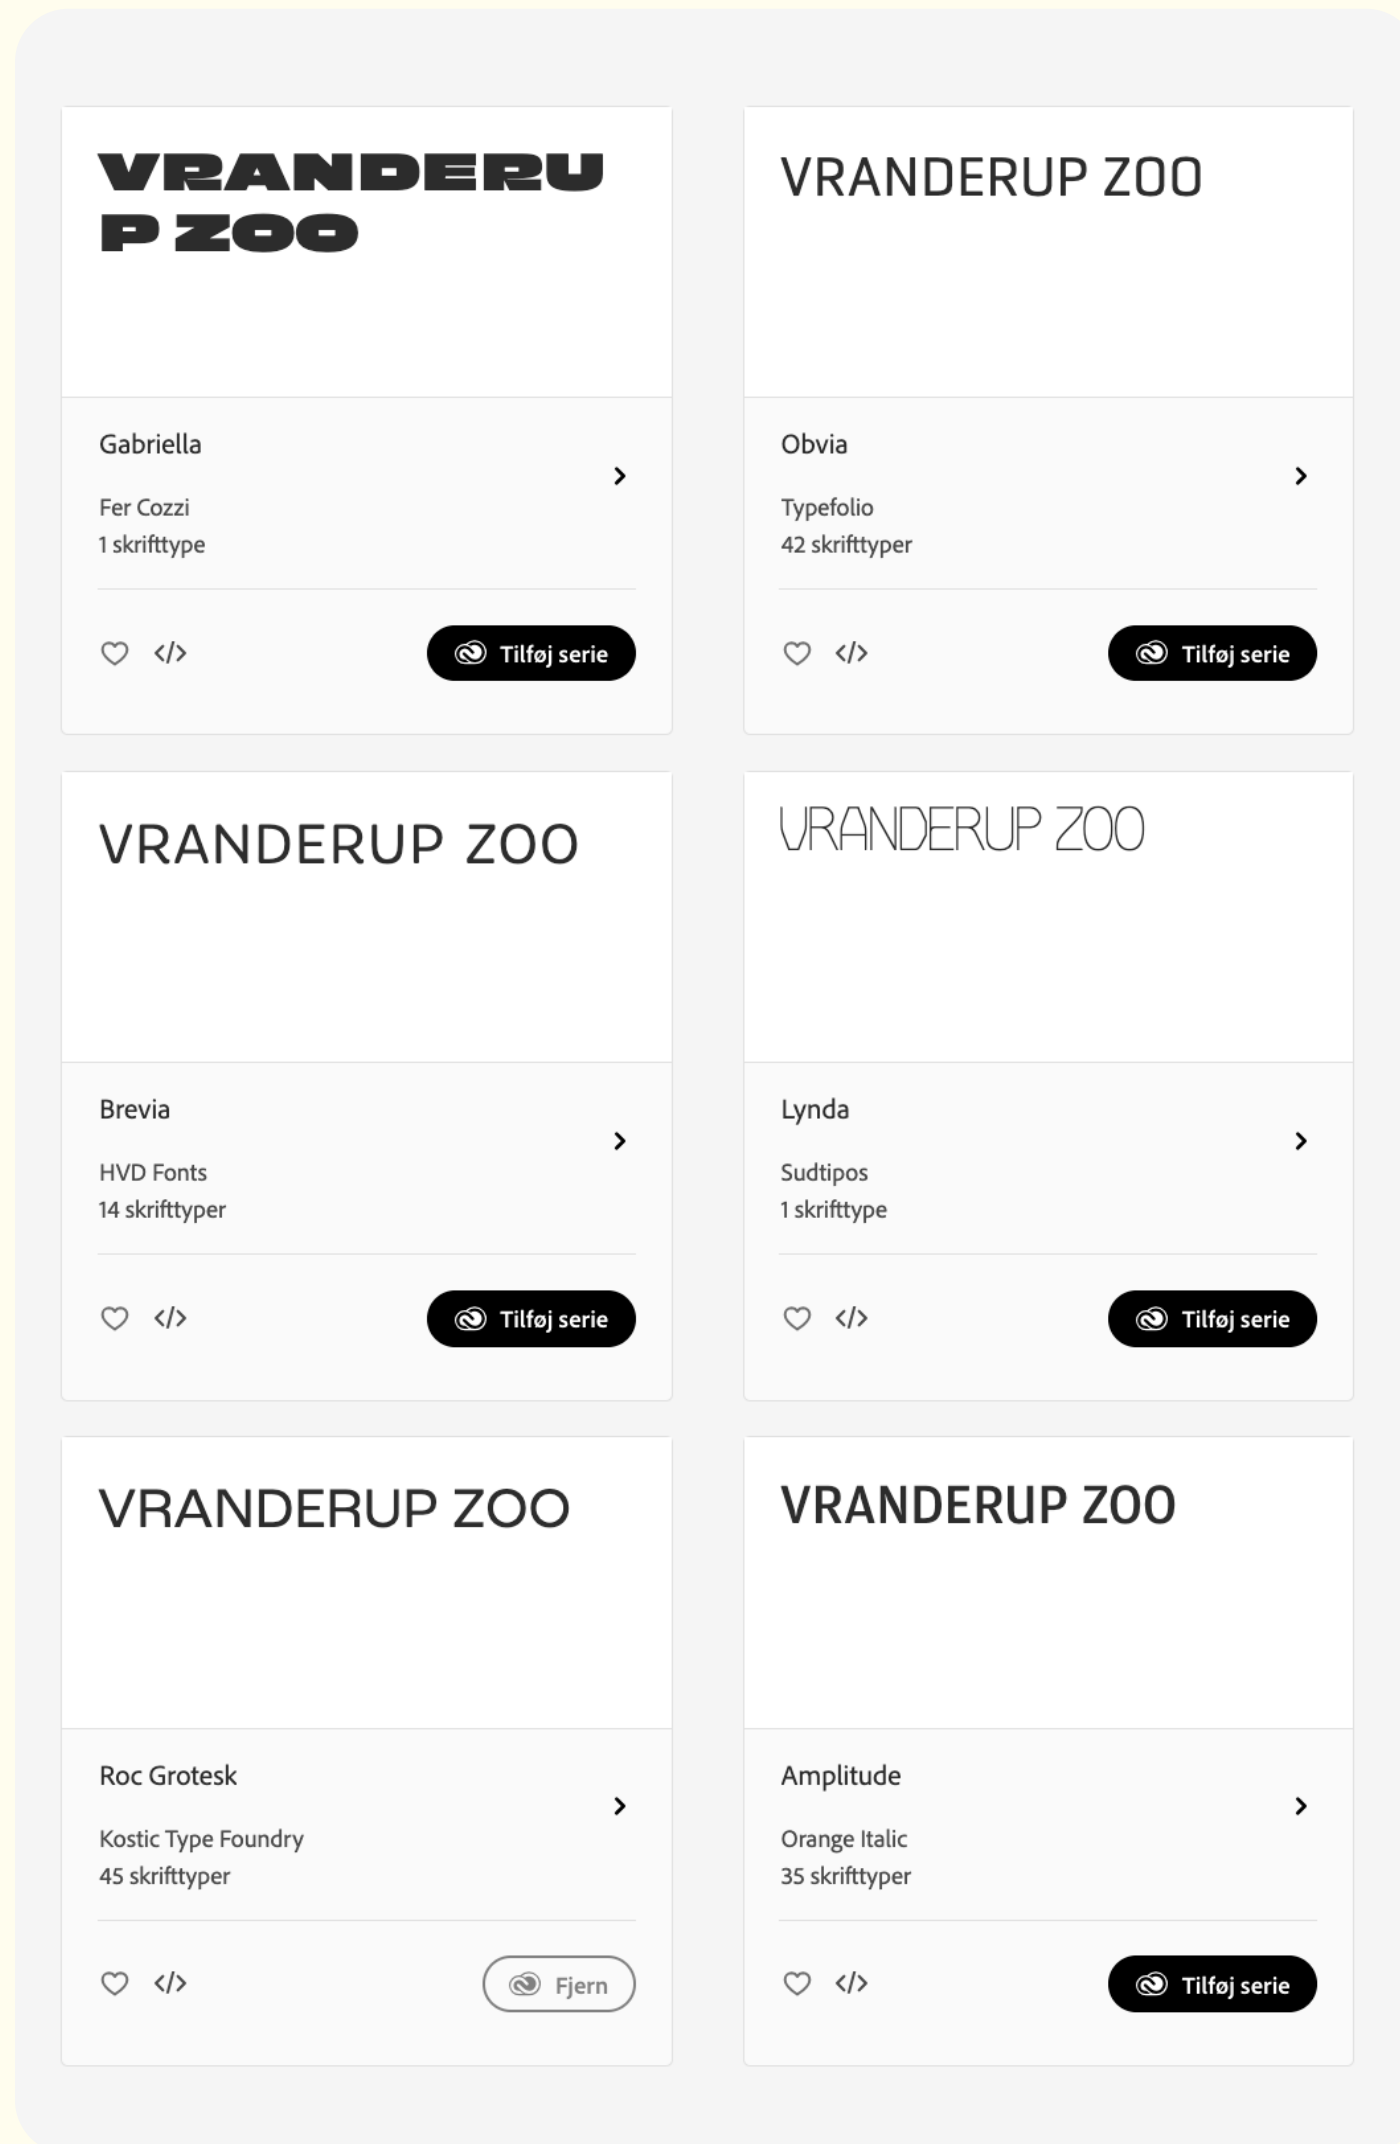 VRANDERU
P ZOO
Gabriella
Fer Cozzi
1 skrifttype
</>
Tilføj serie
VRANDERUP ZOO
Obvia
Typefolio
42 skrifttyper
</>
Tilføj serie
VRANDERUP ZOO
Brevia
HVD Fonts
14 skrifttyper
</>
Tilføj serie
VRANDERUP ZOO
Lynda
Sudtipos
1 skrifttype
</>
Tilføj serie
VRANDERUP ZOO
Roc Grotesk
Kostic Type Foundry
45 skrifttyper
</>
Fjern
VRANDERUP ZOO
Amplitude
Orange Italic
35 skrifttyper
</>
Tilføj serie